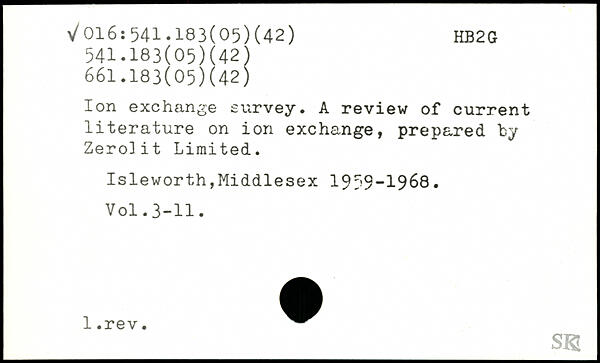 √016:541.183(05)(42) HB2G
541.183(05)(42)
661.183(05)(42)
Ion exchange survey. A review of current
literature on ion exchange, prepared by
Zerolit Limited.
Isleworth,Middlesex 1959-1968.
Vol.3-11.
1.rev.
SK